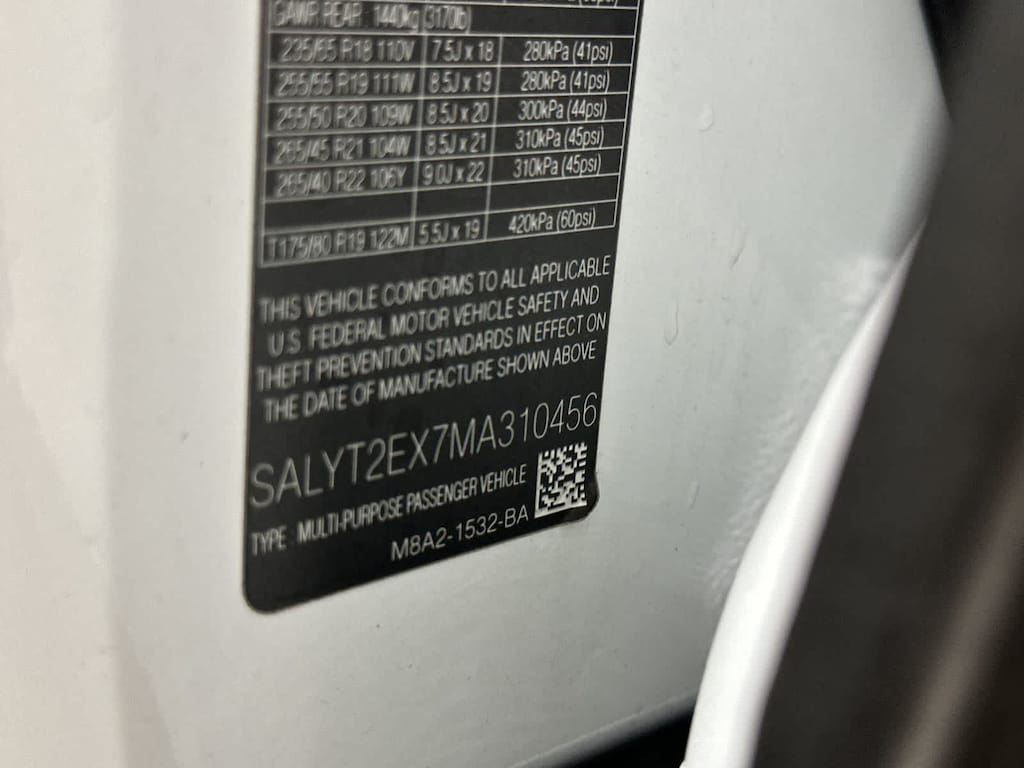 GAWR REAR 1440kg (3170lb)
235/65 R18 110V 7.5J x 18 280kPa (41psi)
255/55 R19 111W 8.5J x 19 280kPa (41psi)
255/50 R20 109W 8.5J x 20 300kPa (44psi)
265/45 R21 104W 8.5J x 21 310kPa (45psi)
265/40 R22 106Y 9.0J x 22 310kPa (45psi)
T175/80 R19 122M 5.5J x 19 420kPa (60psi)
THIS VEHICLE CONFORMS TO ALL APPLICABLE
U.S. FEDERAL MOTOR VEHICLE SAFETY AND
THEFT PREVENTION STANDARDS IN EFFECT ON
THE DATE OF MANUFACTURE SHOWN ABOVE
SALYT2EX7MA310456
TYPE : MULTI-PURPOSE PASSENGER VEHICLE
M8A2-1532-BA